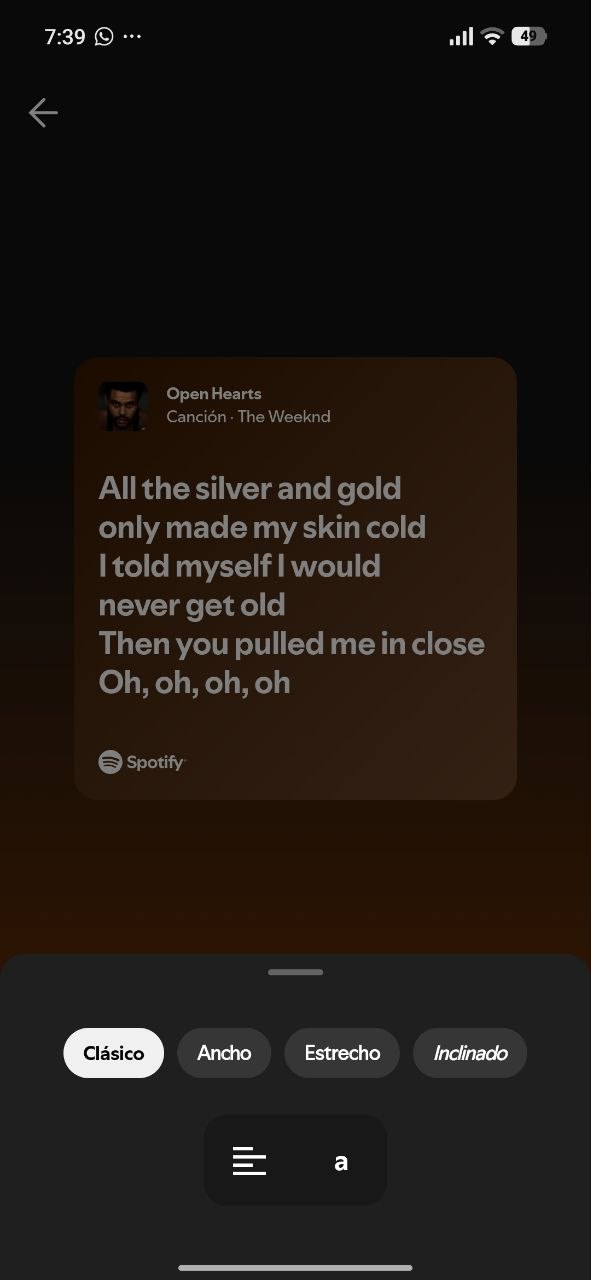 7:39
49
Open Hearts
Canción · The Weeknd
All the silver and gold
only made my skin cold
I told myself I would
never get old
Then you pulled me in close
Oh, oh, oh, oh
Spotify
Clásico Ancho Estrecho Inclinado
a